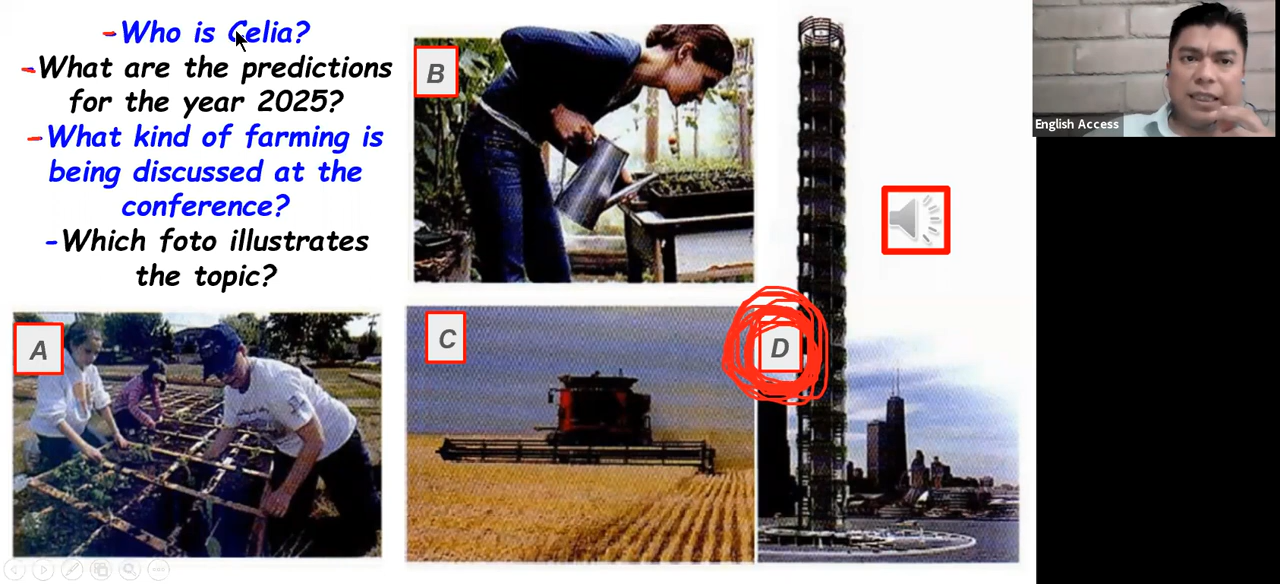 -Who is Celia?
-What are the predictions
for the year 2025?
-What kind of farming is
being discussed at the
conference?
-Which foto illustrates
the topic?
B
A
C
D
English Access